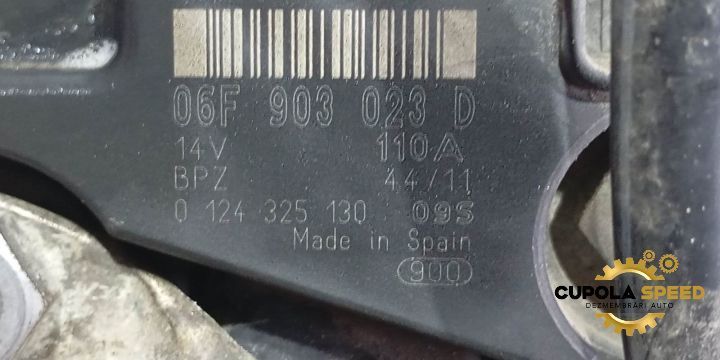 06F 903 023 D
14V 110A
BPZ 44/11
0 124 325 130 09S
Made in Spain
900
CUPOLA SPEED
DEZMEMBRĂRI AUTO